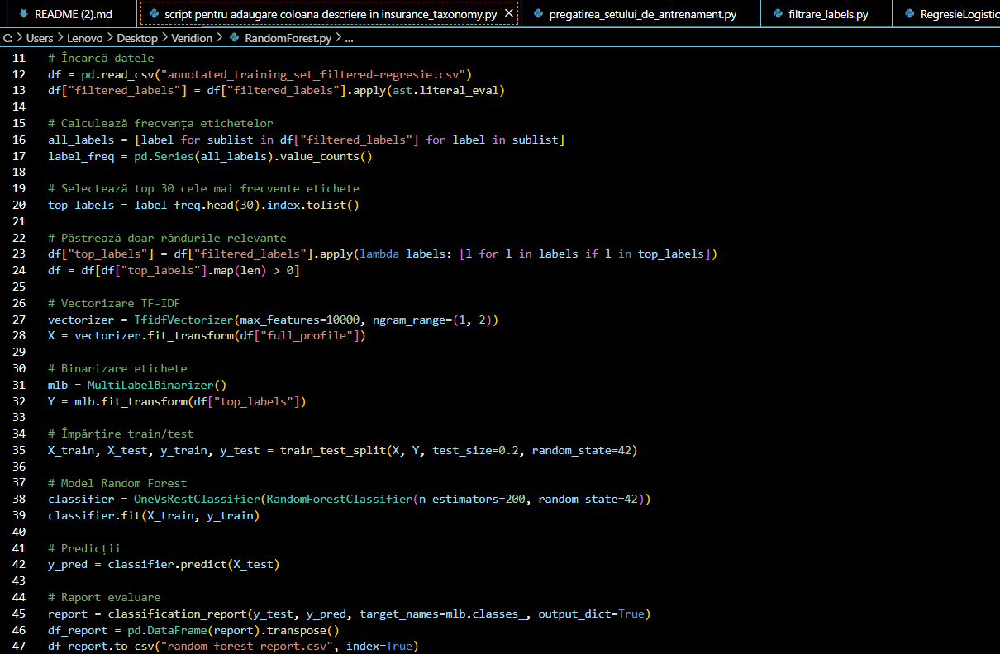 README (2).md
script pentru adaugare coloana descriere in insurance_taxonomy.py
pregatirea_setului_de_antrenament.py
filtrare_labels.py
RegresieLogistic
C: > Users > Lenovo > Desktop > Veridion > RandomForest.py > ...
11 # Încarcă datele
12 df = pd.read_csv("annotated_training_set_filtered-regresie.csv")
13 df["filtered_labels"] = df["filtered_labels"].apply(ast.literal_eval)
14
15 # Calculează frecvența etichetelor
16 all_labels = [label for sublist in df["filtered_labels"] for label in sublist]
17 label_freq = pd.Series(all_labels).value_counts()
18
19 # Selectează top 30 cele mai frecvente etichete
20 top_labels = label_freq.head(30).index.tolist()
21
22 # Păstrează doar rândurile relevante
23 df["top_labels"] = df["filtered_labels"].apply(lambda labels: [l for l in labels if l in top_labels])
24 df = df[df["top_labels"].map(len) > 0]
25
26 # Vectorizare TF-IDF
27 vectorizer = TfidfVectorizer(max_features=10000, ngram_range=(1, 2))
28 X = vectorizer.fit_transform(df["full_profile"])
29
30 # Binarizare etichete
31 mlb = MultiLabelBinarizer()
32 Y = mlb.fit_transform(df["top_labels"])
33
34 # Împărțire train/test
35 X_train, X_test, y_train, y_test = train_test_split(X, Y, test_size=0.2, random_state=42)
36
37 # Model Random Forest
38 classifier = OneVsRestClassifier(RandomForestClassifier(n_estimators=200, random_state=42))
39 classifier.fit(X_train, y_train)
40
41 # Predicții
42 y_pred = classifier.predict(X_test)
43
44 # Raport evaluare
45 report = classification_report(y_test, y_pred, target_names=mlb.classes_, output_dict=True)
46 df_report = pd.DataFrame(report).transpose()
47 df_report.to_csv("random_forest_report.csv", index=True)